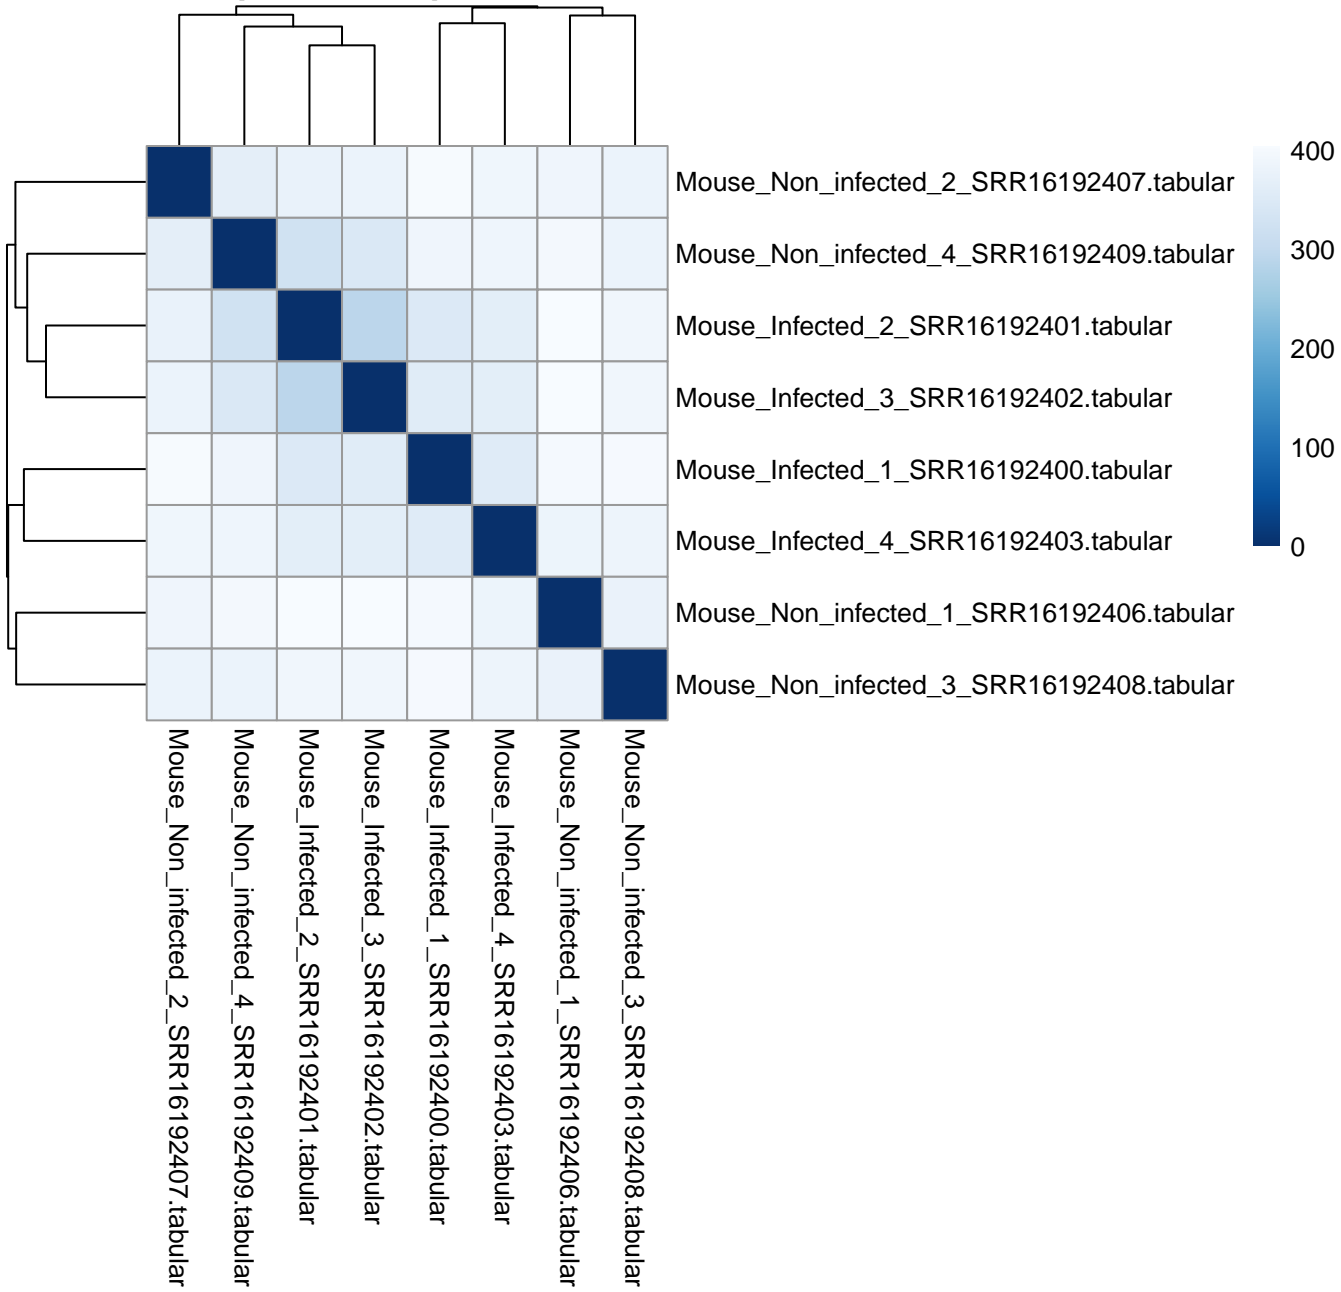 Mouse_Non_infected_2_SRR16192407.tabular
Mouse_Non_infected_4_SRR16192409.tabular
Mouse_Infected_2_SRR16192401.tabular
Mouse_Infected_3_SRR16192402.tabular
Mouse_Infected_1_SRR16192400.tabular
Mouse_Infected_4_SRR16192403.tabular
Mouse_Non_infected_1_SRR16192406.tabular
Mouse_Non_infected_3_SRR16192408.tabular
400
300
200
100
0
Mouse_Non_infected_2_SRR16192407.tabular
Mouse_Non_infected_4_SRR16192409.tabular
Mouse_Infected_2_SRR16192401.tabular
Mouse_Infected_3_SRR16192402.tabular
Mouse_Infected_1_SRR16192400.tabular
Mouse_Infected_4_SRR16192403.tabular
Mouse_Non_infected_1_SRR16192406.tabular
Mouse_Non_infected_3_SRR16192408.tabular